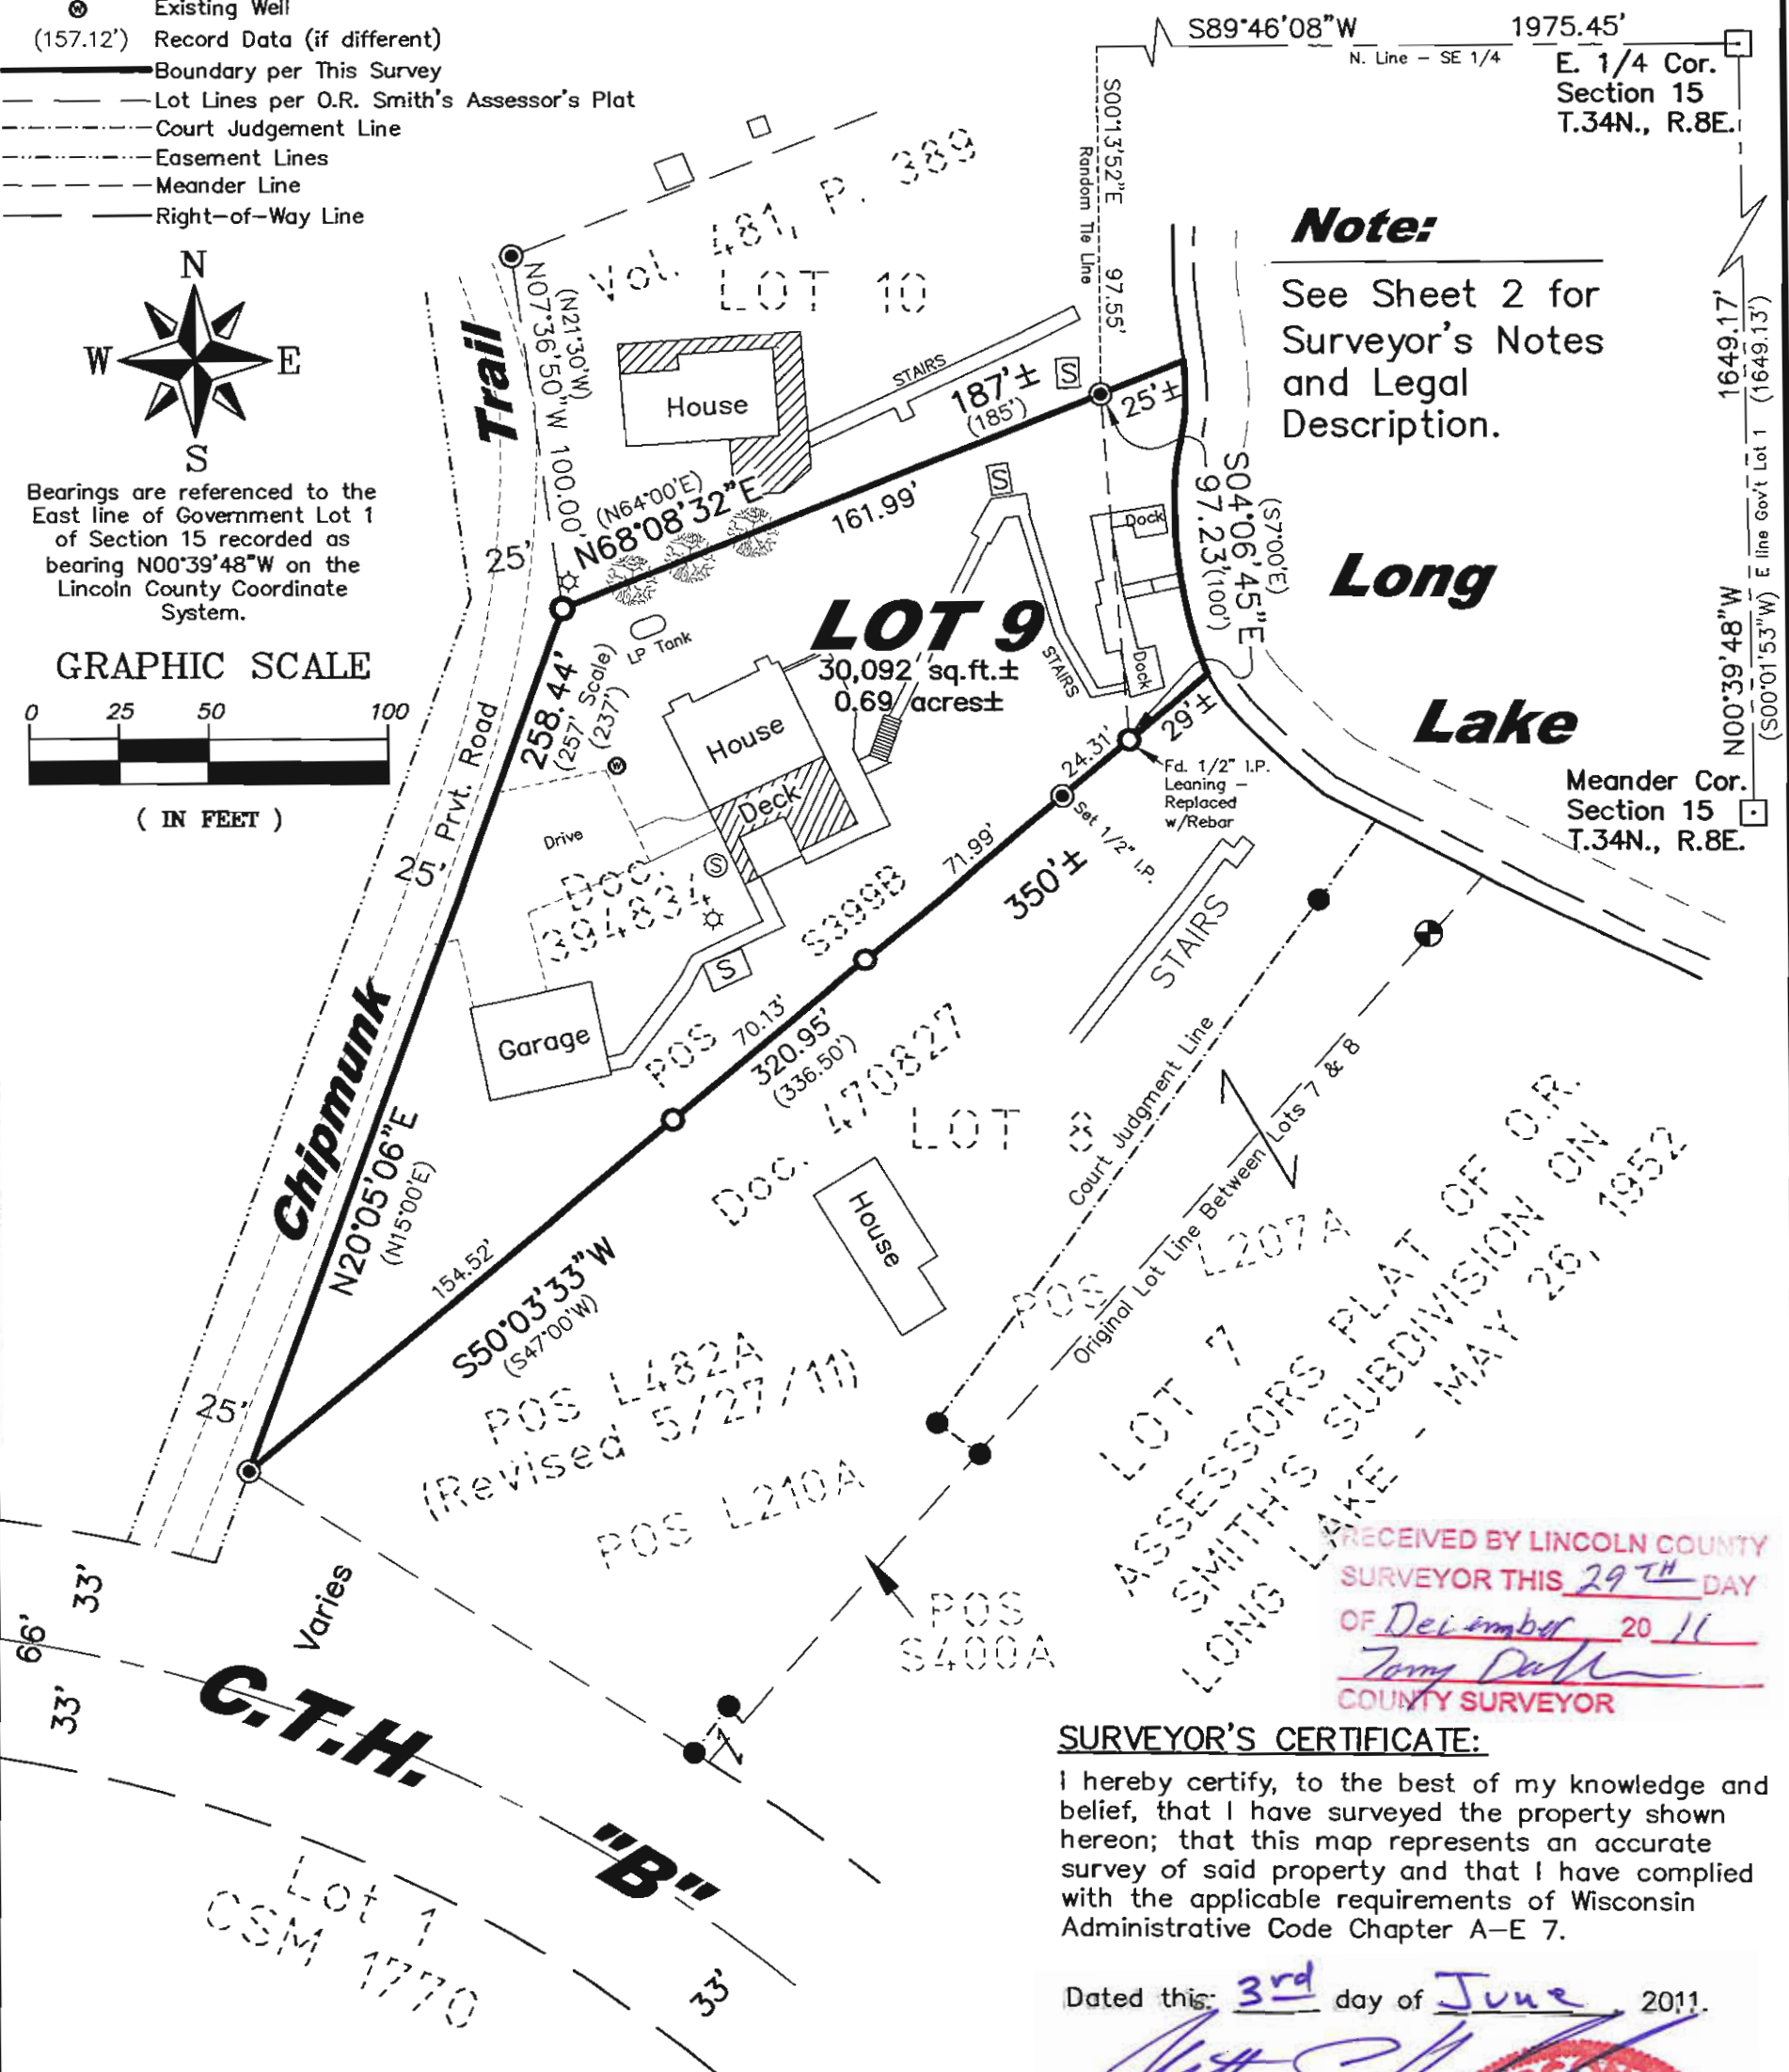 Existing Well
(157.12') Record Data (if different)
Boundary per This Survey
Lot Lines per O.R. Smith's Assessor's Plat
Court Judgement Line
Easement Lines
Meander Line
Right-of-Way Line
N
W E
S
Bearings are referenced to the
East line of Government Lot 1
of Section 15 recorded as
bearing N00°39'48"W on the
Lincoln County Coordinate
System.
GRAPHIC SCALE
0 25 50 100
( IN FEET )
S89°46'08"W 1975.45'
N. Line - SE 1/4
E. 1/4 Cor.
Section 15
T.34N., R.8E.
S00°13'52"E 97.55'
Random Tie Line
Note:
See Sheet 2 for
Surveyor's Notes
and Legal
Description.
1649.17' (1649.13')
N00°39'48"W
(S00°01'53"W) E line Gov't Lot 1
Meander Cor.
Section 15
T.34N., R.8E.
Vol. 481, P. 389
LOT 10
N07°36'50"W 100.00'
(N21°30'W)
House
STAIRS
187'±
(185')
S
25'±
(N64°00'E)
N68°08'32"E
161.99'
S
Dock
Dock
STAIRS
S04°06'45"E
97.23'(100')
(S7°00'E)
Long
Lake
LOT 9
30,092 sq.ft.±
0.69 acres±
LP Tank
House
Deck
W
Drive
S
Doc.
394834
S
Garage
Trail
25'
Prvt. Road
25'
Chipmunk
25'
258.44'
(257' Scale)
(237')
N20°05'06"E
(N15°00'E)
29'±
24.31'
Fd. 1/2" I.P.
Leaning -
Replaced
w/Rebar
Set 1/2" I.P.
71.99'
350'±
POS S399B
70.13'
320.95'
(336.50')
154.52'
S50°03'33"W
(S47°00'W)
Doc. 470827
LOT 8
House
STAIRS
Court Judgment Line
Original Lot Line Between Lots 7 & 8
POS L207A
LOT 7
POS L482A
(Revised 5/27/11)
POS L210A
POS
S400A
ASSESSORS PLAT OF O.R.
SMITH'S SUBDIVISION ON
LONG LAKE - MAY 26, 1952
33'
66'
33'
Varies
C.T.H. "B"
33'
Lot 1
CSM 1770
RECEIVED BY LINCOLN COUNTY
SURVEYOR THIS 29TH DAY
OF December 20 11
COUNTY SURVEYOR
SURVEYOR'S CERTIFICATE:
I hereby certify, to the best of my knowledge and
belief, that I have surveyed the property shown
hereon; that this map represents an accurate
survey of said property and that I have complied
with the applicable requirements of Wisconsin
Administrative Code Chapter A-E 7.
Dated this: 3rd day of June, 2011.